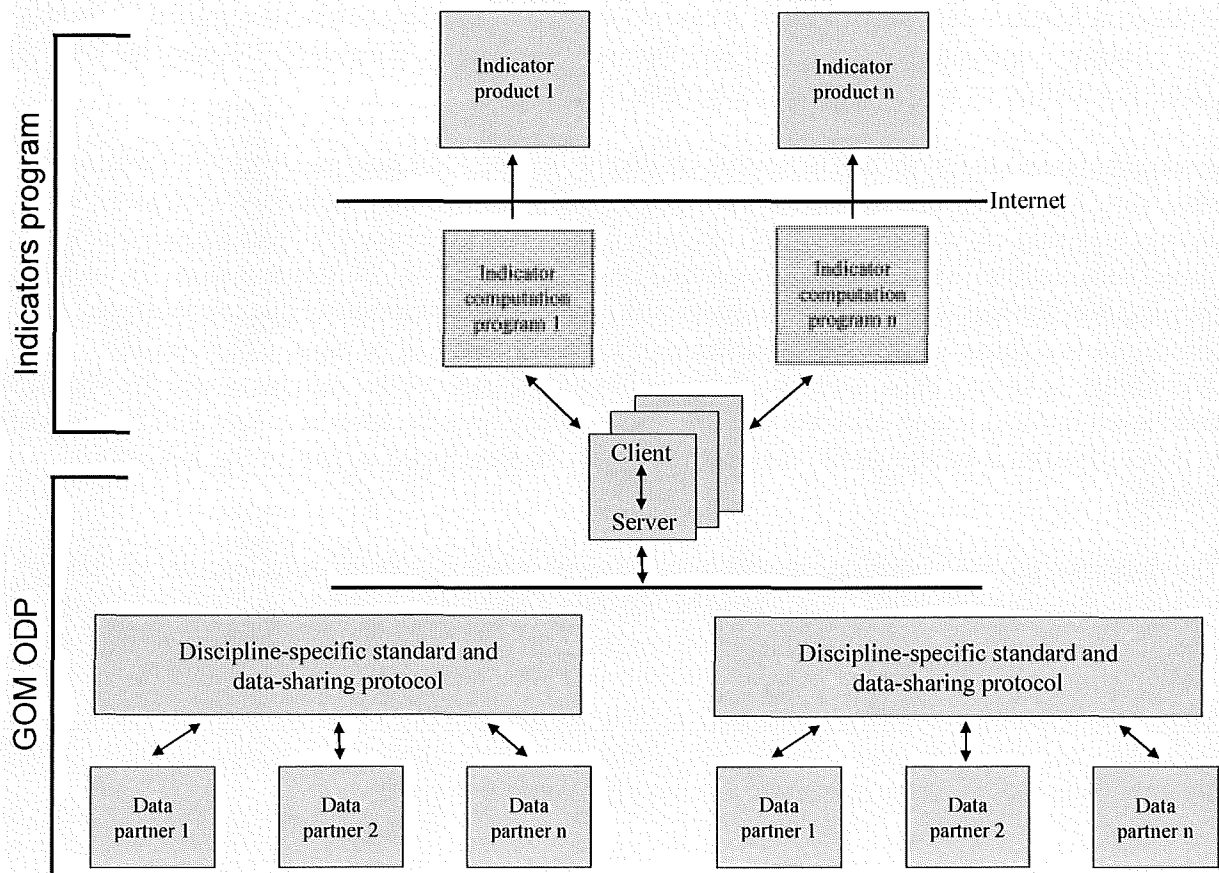 Indicators program
Indicator
product 1
Indicator
product n
Internet
Indicator
computation
program 1
Indicator
computation
program n
Client
Server
GOM ODP
Discipline-specific standard and
data-sharing protocol
Discipline-specific standard and
data-sharing protocol
Data
partner 1
Data
partner 2
Data
partner n
Data
partner 1
Data
partner 2
Data
partner n